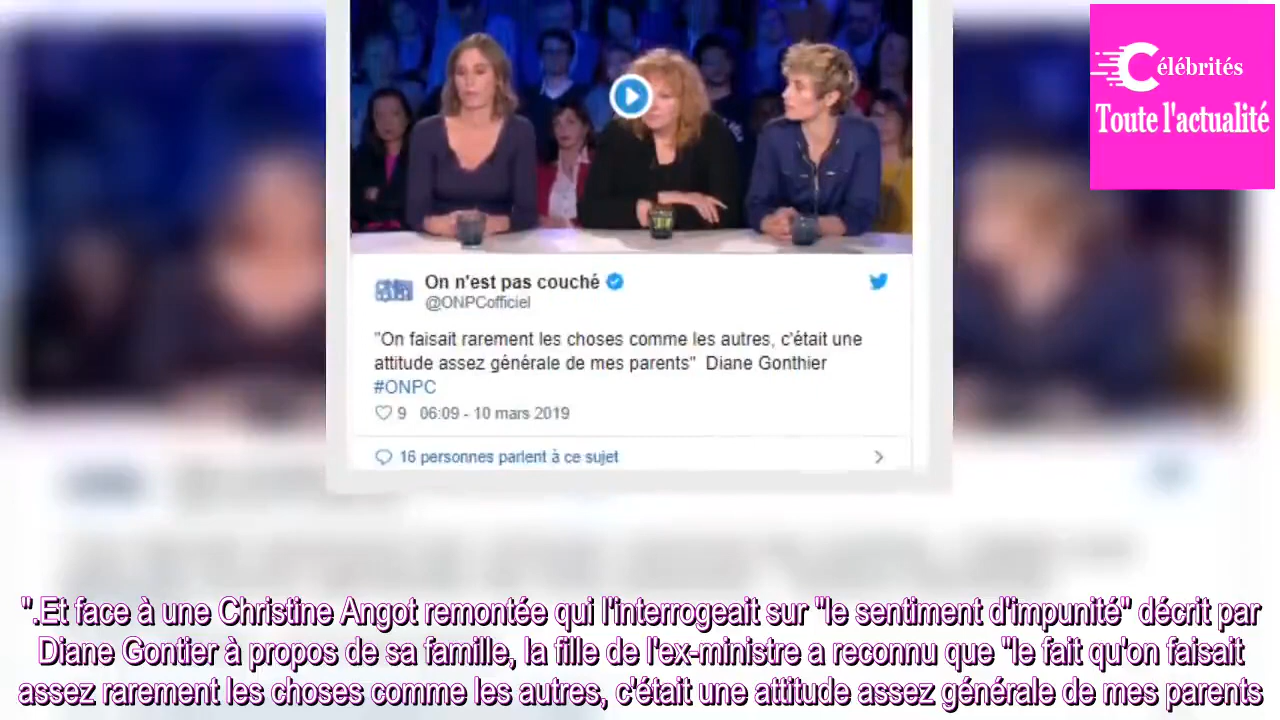 Célébrités
Toute l'actualité
On n'est pas couché
@ONPCofficiel
"On faisait rarement les choses comme les autres, c'était une
attitude assez générale de mes parents" Diane Gonthier
#ONPC
9 06:09 - 10 mars 2019
16 personnes parlent à ce sujet
".Et face à une Christine Angot remontée qui l'interrogeait sur "le sentiment d'impunité" décrit par
Diane Gontier à propos de sa famille, la fille de l'ex-ministre a reconnu que "le fait qu'on faisait
assez rarement les choses comme les autres, c'était une attitude assez générale de mes parents